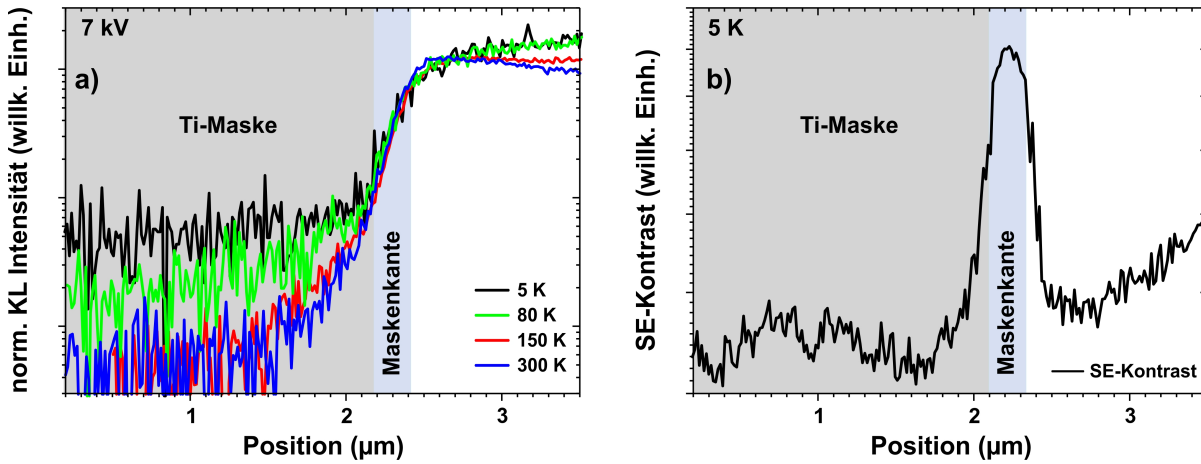 norm. KL Intensität (willk. Einh.)
7 kV
a)
Ti-Maske
Maskenkante
5 K
80 K
150 K
300 K
1 2 3
Position (µm)
SE-Kontrast (willk. Einh.)
5 K
b)
Ti-Maske
Maskenkante
SE-Kontrast
1 2 3
Position (µm)